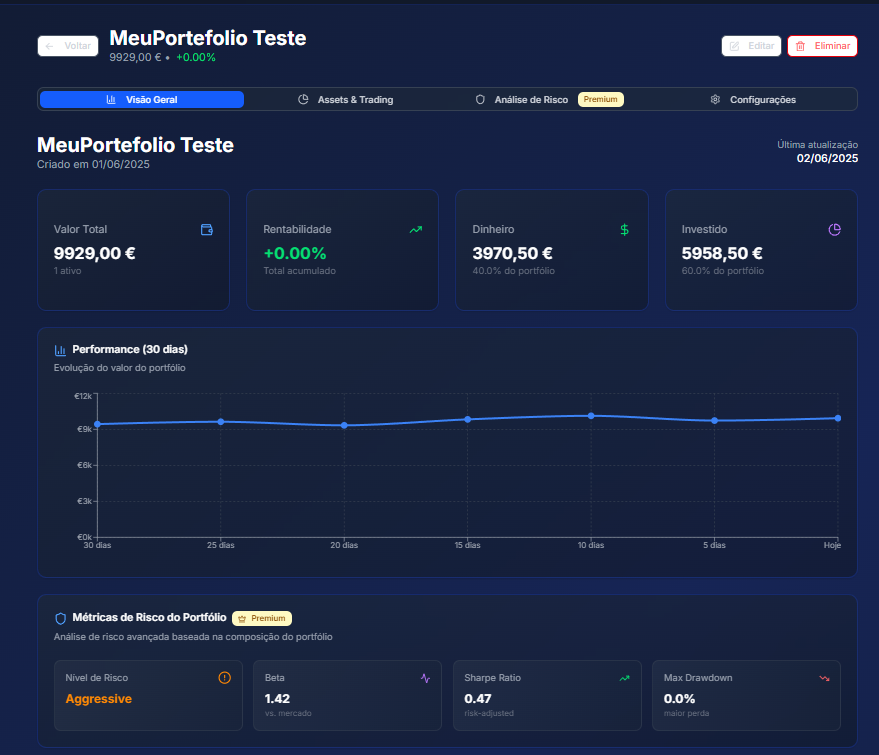 Voltar
MeuPortefolio Teste
9929,00 € • +0.00%
Editar
Eliminar
Visão Geral
Assets & Trading
Análise de Risco
Premium
Configurações
MeuPortefolio Teste
Criado em 01/06/2025
Última atualização
02/06/2025
Valor Total
9929,00 €
1 ativo
Rentabilidade
+0.00%
Total acumulado
Dinheiro
3970,50 €
40.0% do portfólio
Investido
5958,50 €
60.0% do portfólio
Performance (30 dias)
Evolução do valor do portfólio
€12k
€9k
€6k
€3k
€0k
30 dias
25 dias
20 dias
15 dias
10 dias
5 dias
Hoje
Métricas de Risco do Portfólio
Premium
Análise de risco avançada baseada na composição do portfólio
Nível de Risco
Aggressive
Beta
1.42
vs. mercado
Sharpe Ratio
0.47
risk-adjusted
Max Drawdown
0.0%
maior perda